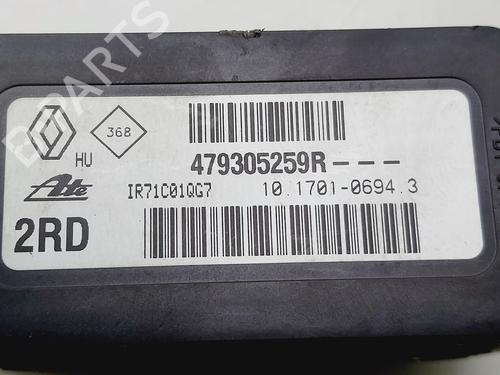 B-PARTS
368
HU
479305259R---
Ate
IR71C01QG7 10.1701-0694.3
2RD